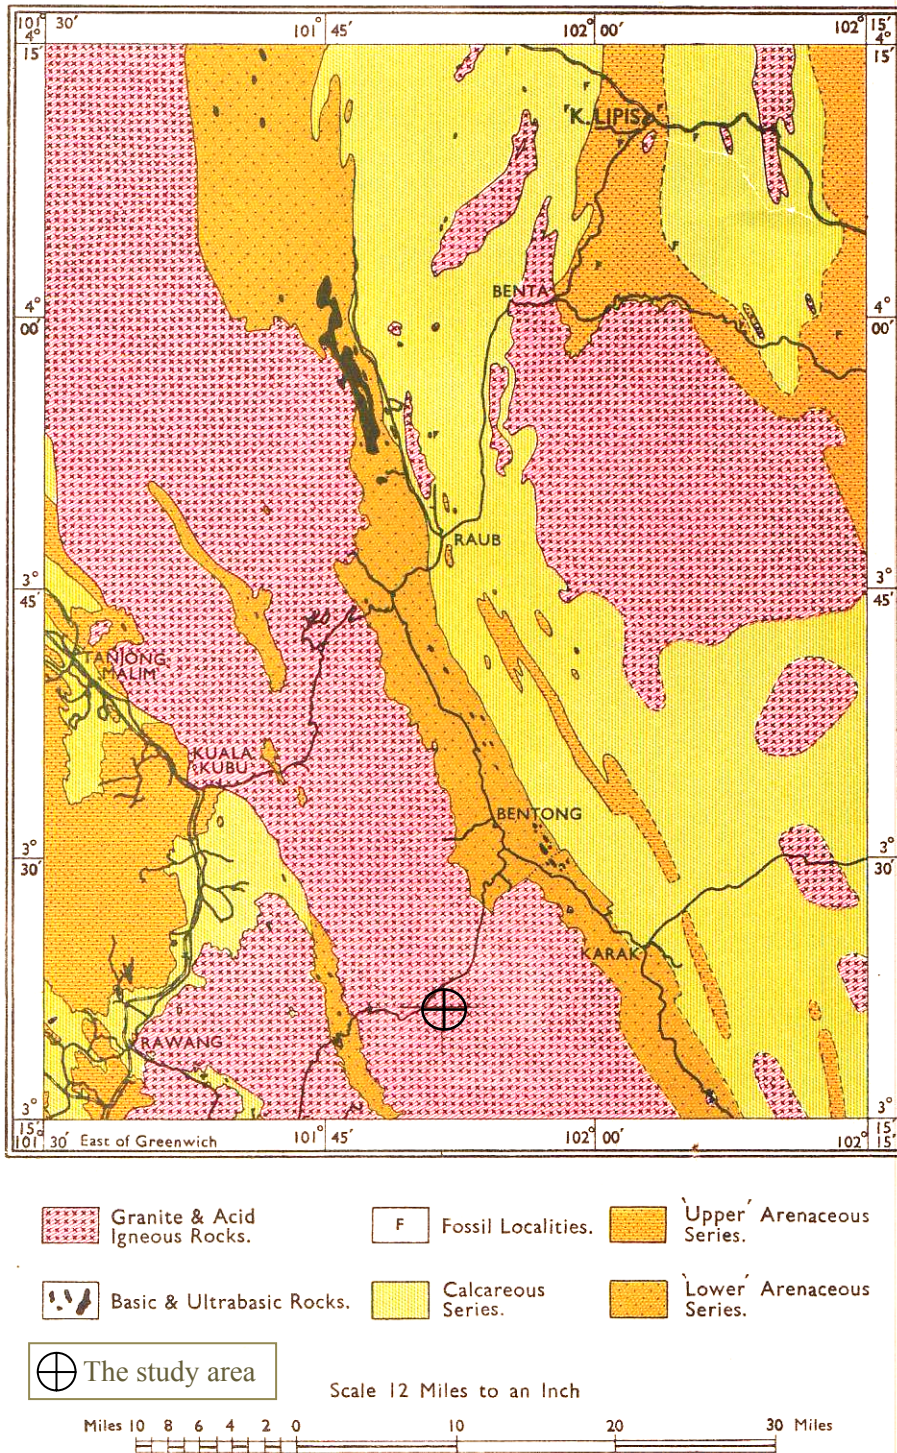 101° 30'
101° 45'
102° 00'
102° 15'
4° 15'
4° 15'
F
F
F
K. LIPIS
F
F
F
F
F
F
BENTA
4° 00'
4° 00'
F
F
RAUB
3° 45'
3° 45'
TANJONG
MALIM
KUALA
KUBU
BENTONG
3° 30'
3° 30'
KARAK
RAWANG
3° 15'
3° 15'
101° 30' East of Greenwich
101° 45'
102° 00'
102° 15'
Granite & Acid
Igneous Rocks.
F
Fossil Localities.
'Upper' Arenaceous
Series.
Basic & Ultrabasic Rocks.
Calcareous
Series.
'Lower' Arenaceous
Series.
The study area
Scale 12 Miles to an Inch
Miles 10 8 6 4 2 0 10 20 30 Miles